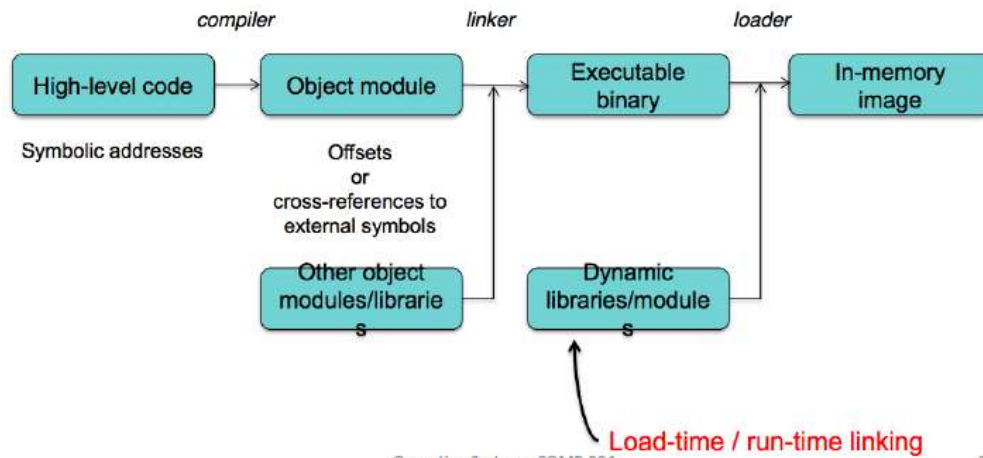 compiler
linker
loader
High-level code
Object module
Executable
binary
In-memory
image
Symbolic addresses
Offsets
or
cross-references to
external symbols
Other object
modules/librarie
s
Dynamic
libraries/module
s
Load-time / run-time linking